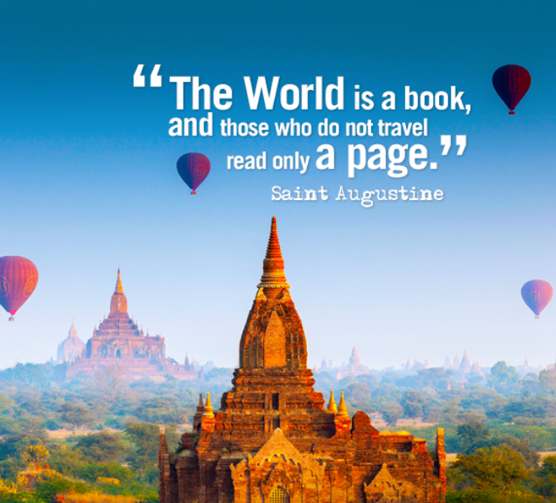 “The World is a book,
and those who do not travel
read only a page.”
Saint Augustine